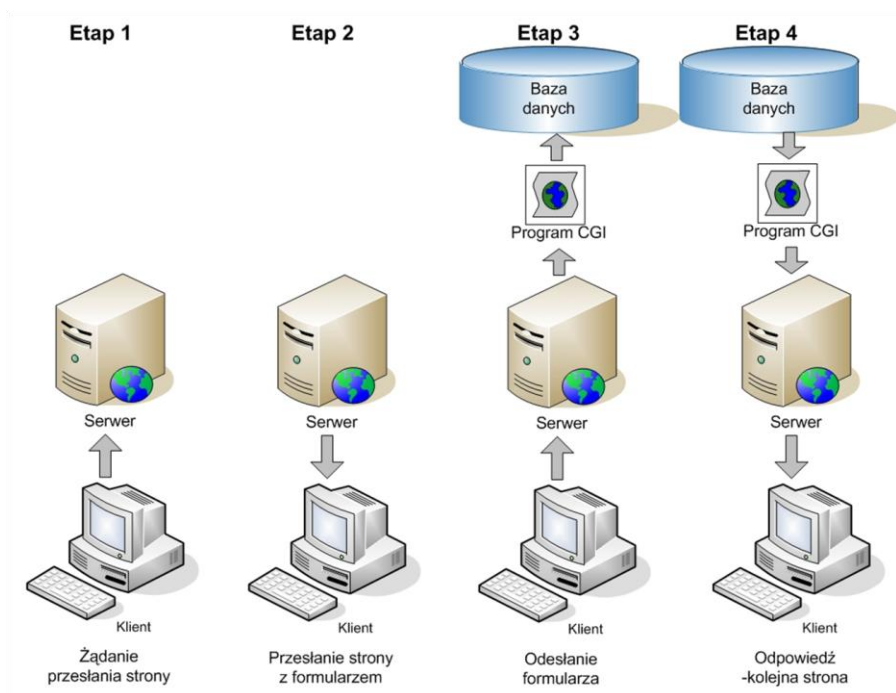 Etap 1
Etap 2
Etap 3
Etap 4
Baza
danych
Baza
danych
Program CGI
Program CGI
Serwer
Serwer
Serwer
Serwer
Klient
Klient
Klient
Klient
Żądanie
przesłania strony
Przesłanie strony
z formularzem
Odesłanie
formularza
Odpowiedź
-kolejna strona